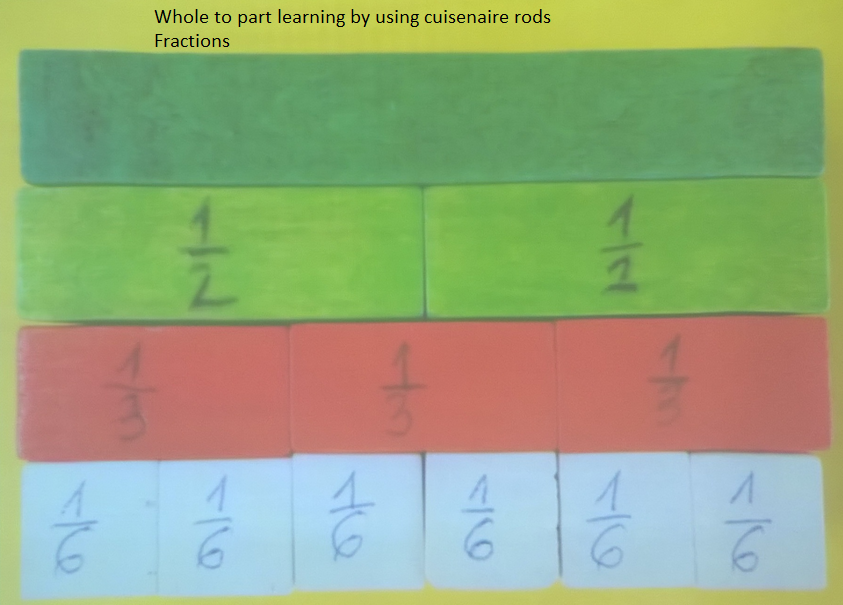 Whole to part learning by using cuisenaire rods
Fractions
1/2 1/2
1/3 1/3 1/3
1/6 1/6 1/6 1/6 1/6 1/6